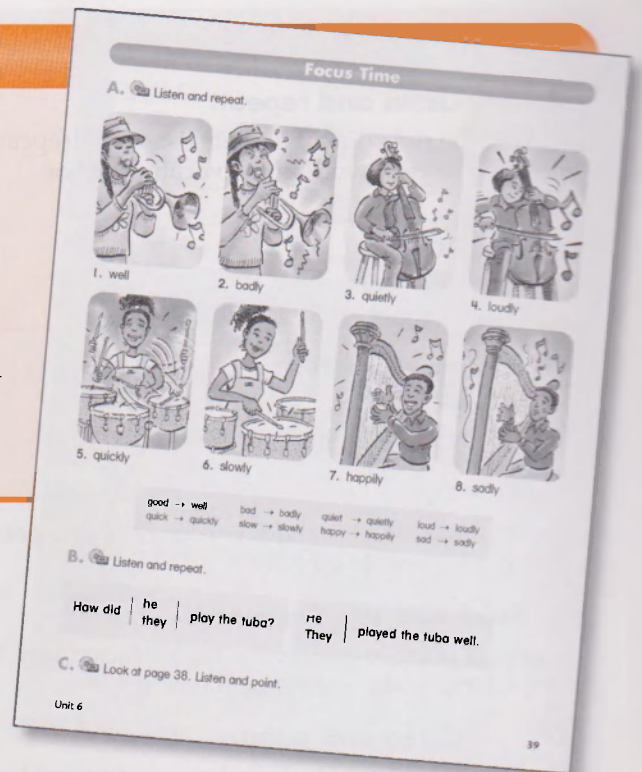 Focus Time
A. Listen and repeat.
1. well
2. badly
3. quietly
4. loudly
5. quickly
6. slowly
7. happily
8. sadly
good → well bad → badly quiet → quietly loud → loudly
quick → quickly slow → slowly happy → happily sad → sadly
B. Listen and repeat.
How did he they play the tuba? He They played the tuba well.
C. Look at page 38. Listen and point.
Unit 6
39